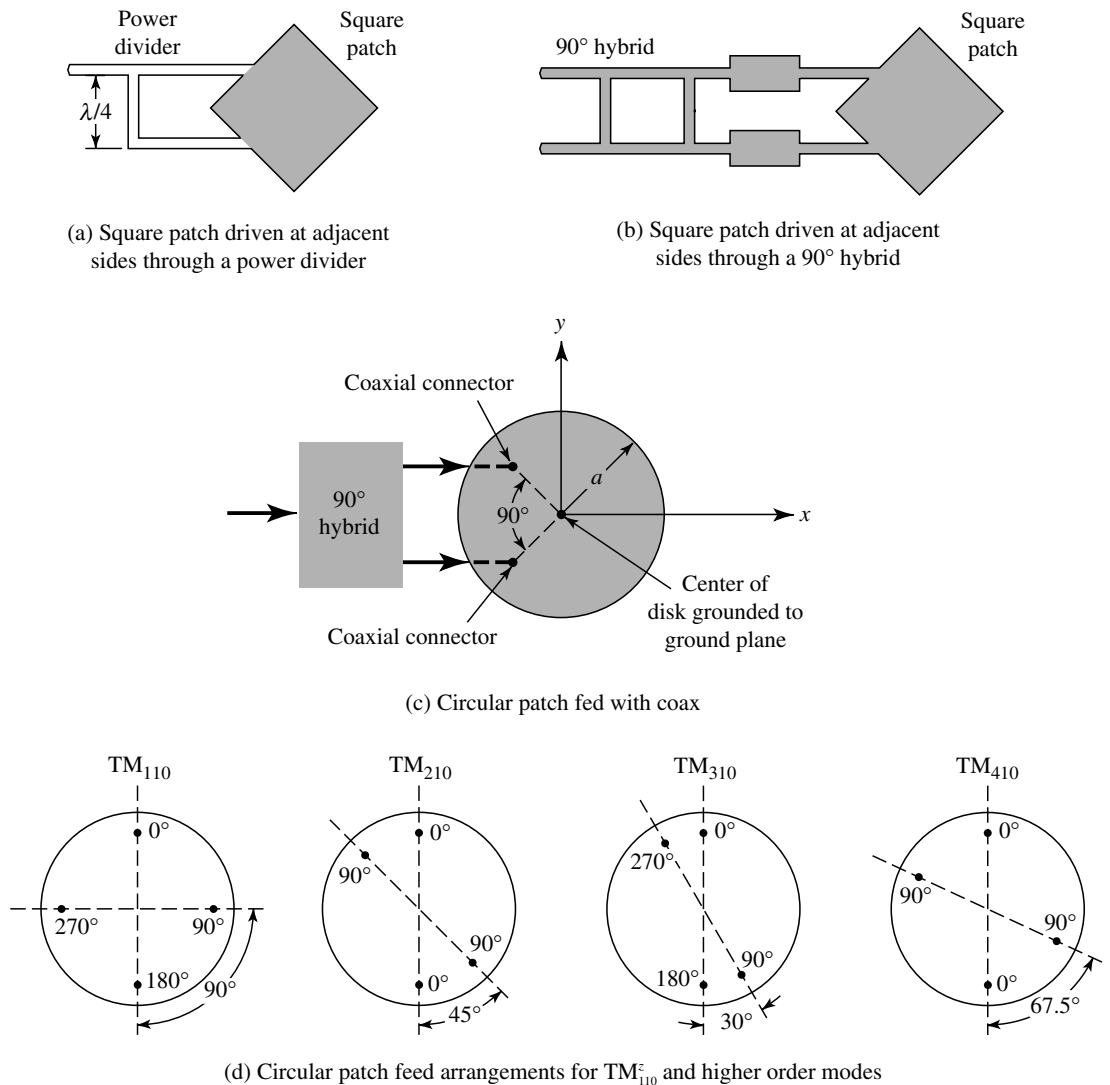 Power
divider
Square
patch
λ/4
(a) Square patch driven at adjacent
sides through a power divider
90° hybrid
Square
patch
(b) Square patch driven at adjacent
sides through a 90° hybrid
y
Coaxial connector
a
90°
hybrid
90°
x
Coaxial connector
Center of
disk grounded to
ground plane
(c) Circular patch fed with coax
TM₁₁₀
0°
270°
90°
180°
90°
TM₂₁₀
0°
90°
90°
0°
45°
TM₃₁₀
0°
270°
90°
180°
30°
TM₄₁₀
0°
90°
90°
0°
67.5°
(d) Circular patch feed arrangements for TMᶻ₁₁₀ and higher order modes